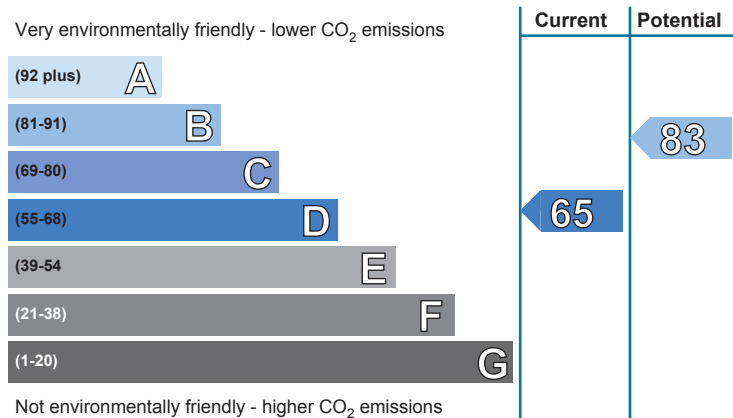 Very environmentally friendly - lower CO₂ emissions
Current Potential
(92 plus) A
(81-91) B
83
(69-80) C
(55-68) D
65
(39-54 E
(21-38) F
(1-20) G
Not environmentally friendly - higher CO₂ emissions